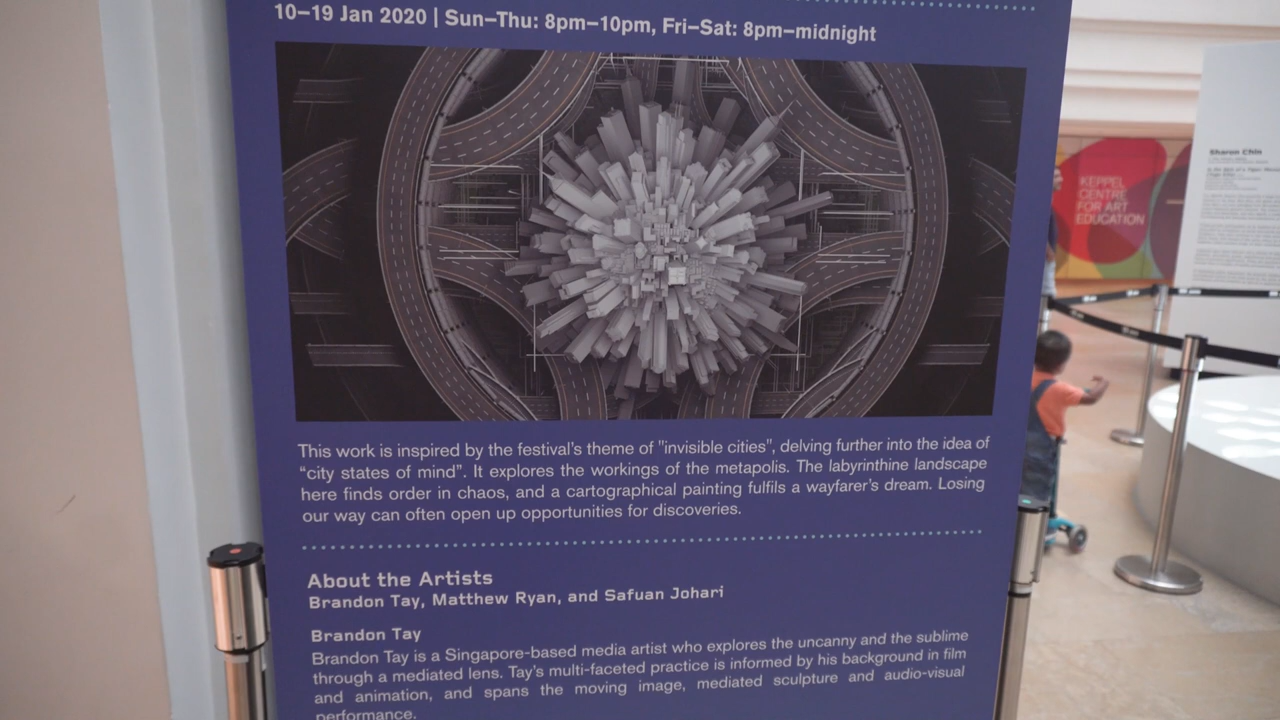 10–19 Jan 2020 | Sun–Thu: 8pm–10pm, Fri–Sat: 8pm–midnight
This work is inspired by the festival's theme of "invisible cities", delving further into the idea of
“city states of mind”. It explores the workings of the metapolis. The labyrinthine landscape
here finds order in chaos, and a cartographical painting fulfils a wayfarer's dream. Losing
our way can often open up opportunities for discoveries.
About the Artists
Brandon Tay, Matthew Ryan, and Safuan Johari
Brandon Tay
Brandon Tay is a Singapore-based media artist who explores the uncanny and the sublime
through a mediated lens. Tay's multi-faceted practice is informed by his background in film
and animation, and spans the moving image, mediated sculpture and audio-visual
performance.
KEPPEL
CENTRE
FOR ART
EDUCATION
Sharon Chin